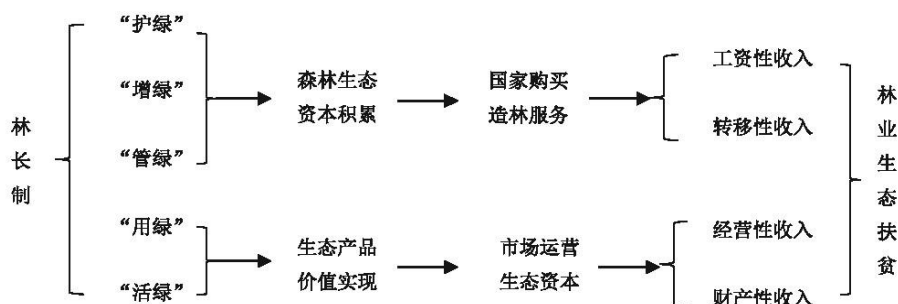 林长制
“护绿”
“增绿”
“管绿”
“用绿”
“活绿”
森林生态
资本积累
国家购买
造林服务
工资性收入
转移性收入
生态产品
价值实现
市场运营
生态资本
经营性收入
财产性收入
林业生态扶贫